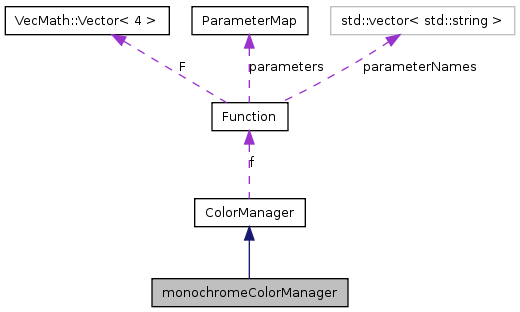 VecMath::Vector< 4 >
ParameterMap
std::vector< std::string >
F
parameters
parameterNames
Function
f
ColorManager
monochromeColorManager